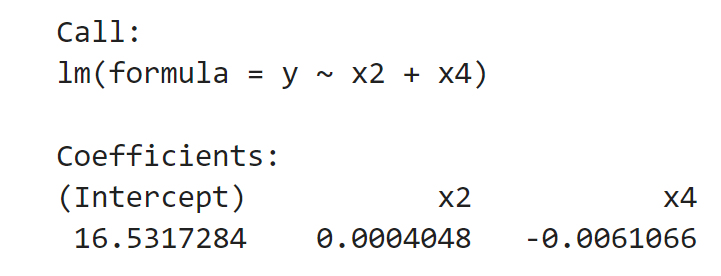 Call:
lm(formula = y ~ x2 + x4)
Coefficients:
(Intercept) x2 x4
16.5317284 0.0004048 -0.0061066